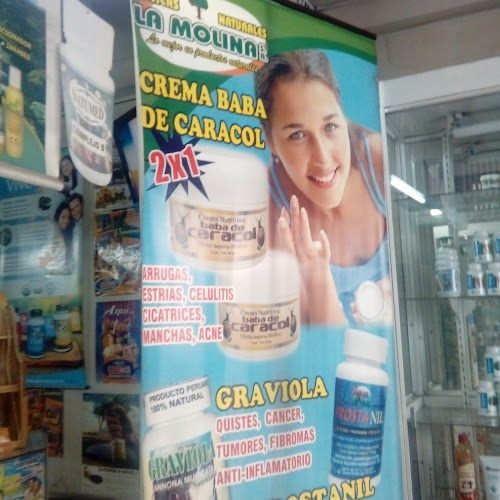 NATURALES
LA MOLINA
Lo mejor en productos naturales
CREMA BABA
DE CARACOL
2x1
Crema Nutritiva
baba de
caracol
Crema Nutritiva
baba de
caracol
ARRUGAS,
ESTRIAS, CELULITIS
CICATRICES,
MANCHAS, ACNE
GRAVIOLA
QUISTES, CANCER,
TUMORES, FIBROMAS
ANTI-INFLAMATORIO
PRODUCTO PERUANO
100% NATURAL
GRAVIOLA
PROSTANIL
COMPLEJO B